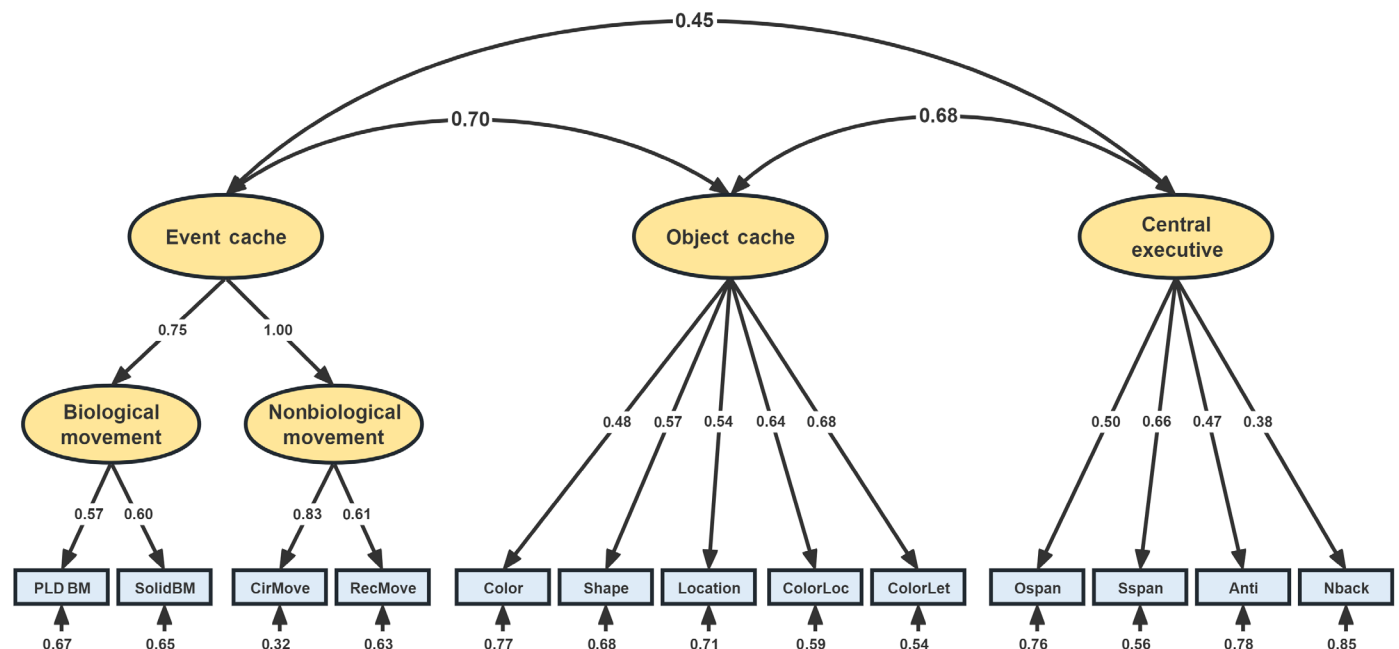 0.45
0.70
0.68
Event cache
Object cache
Central
executive
0.75
1.00
Biological
movement
Nonbiological
movement
0.48
0.57
0.54
0.64
0.68
0.50
0.66
0.47
0.38
0.57
0.60
0.83
0.61
PLD BM
SolidBM
CirMove
RecMove
Color
Shape
Location
ColorLoc
ColorLet
Ospan
Sspan
Anti
Nback
0.67
0.65
0.32
0.63
0.77
0.68
0.71
0.59
0.54
0.76
0.56
0.78
0.85